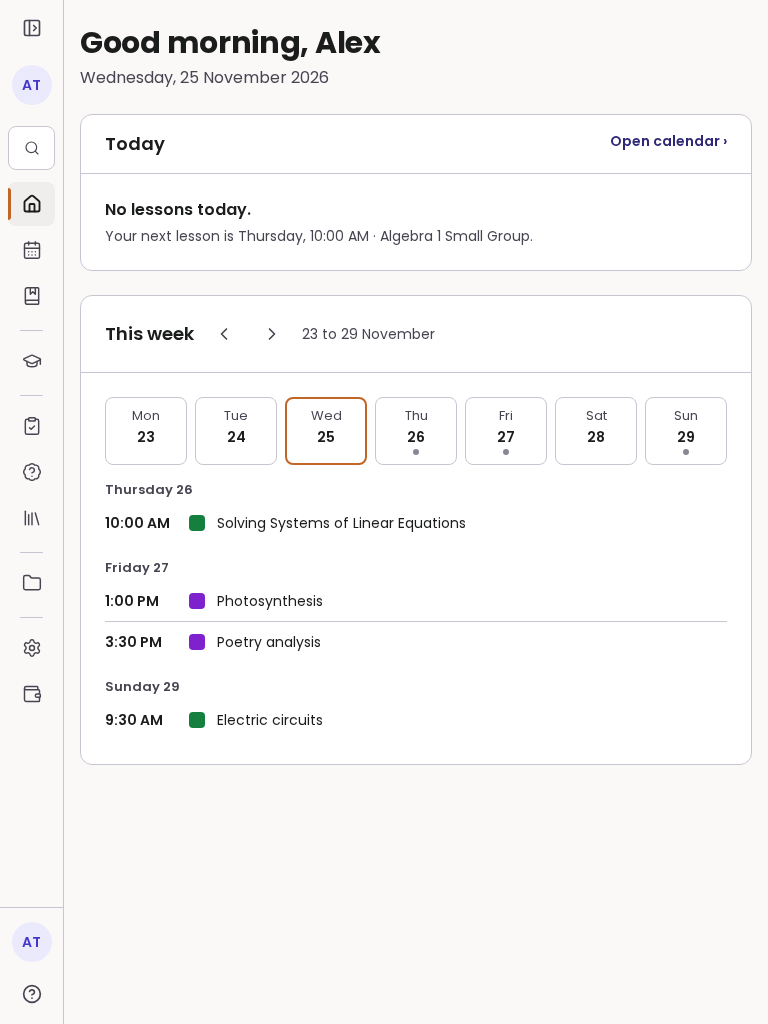 AT
Good morning, Alex
Wednesday, 25 November 2026
Today
Open calendar ›
No lessons today.
Your next lesson is Thursday, 10:00 AM · Algebra 1 Small Group.
This week
23 to 29 November
Mon Tue Wed Thu Fri Sat Sun
23 24 25 26 27 28 29
Thursday 26
10:00 AM Solving Systems of Linear Equations
Friday 27
1:00 PM Photosynthesis
3:30 PM Poetry analysis
Sunday 29
9:30 AM Electric circuits
AT